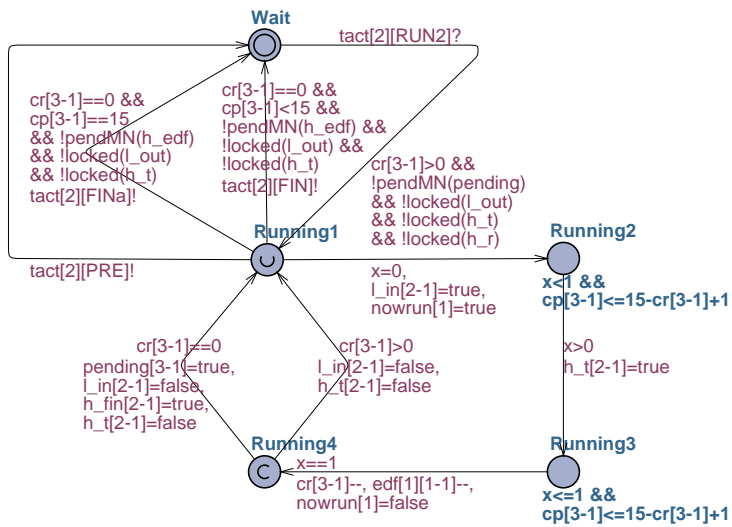 Wait
tact[2][RUN2]?
cr[3-1]==0 &&
cp[3-1]==15
&& !pendMN(h_edf)
&& !locked(l_out)
&& !locked(h_t)
tact[2][FINa]!
cr[3-1]==0 &&
cp[3-1]<15 &&
!pendMN(h_edf) &&
!locked(l_out) &&
!locked(h_t)
tact[2][FIN]!
cr[3-1]>0 &&
!pendMN(pending)
&& !locked(l_out)
&& !locked(h_t)
&& !locked(h_r)
Running1
Running2
tact[2][PRE]!
x=0,
l_in[2-1]=true,
nowrun[1]=true
x<1 &&
cp[3-1]<=15-cr[3-1]+1
cr[3-1]==0
pending[3-1]=true,
l_in[2-1]=false,
h_fin[2-1]=true,
h_t[2-1]=false
cr[3-1]>0
l_in[2-1]=false,
h_t[2-1]=false
x>0
h_t[2-1]=true
Running4
Running3
x==1
cr[3-1]--, edf[1][1-1]--,
nowrun[1]=false
x<=1 &&
cp[3-1]<=15-cr[3-1]+1